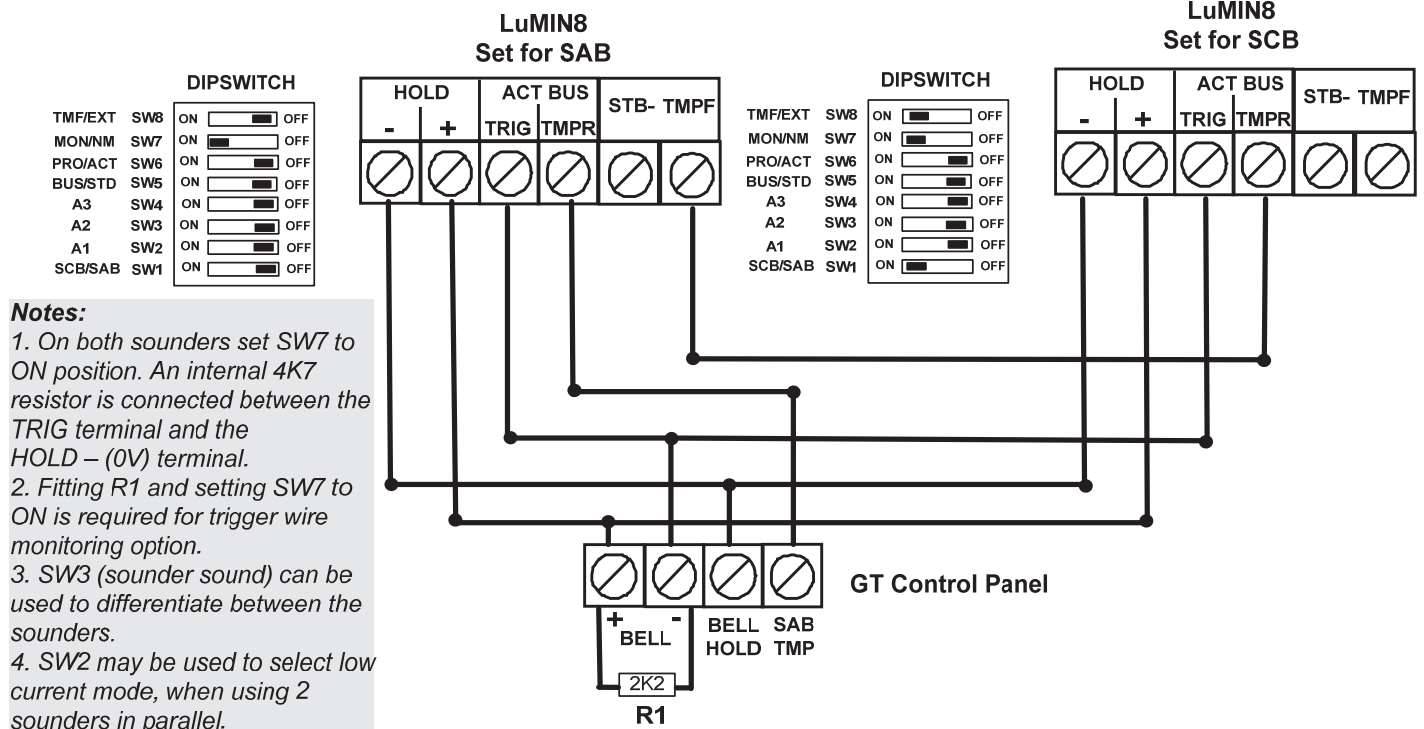 LuMIN8
Set for SAB
DIPSWITCH
TMF/EXT SW8 ON OFF
MON/NM SW7 ON OFF
PRO/ACT SW6 ON OFF
BUS/STD SW5 ON OFF
A3 SW4 ON OFF
A2 SW3 ON OFF
A1 SW2 ON OFF
SCB/SAB SW1 ON OFF
HOLD ACT BUS STB- TMPF
- + TRIG TMPR
LuMIN8
Set for SCB
DIPSWITCH
TMF/EXT SW8 ON OFF
MON/NM SW7 ON OFF
PRO/ACT SW6 ON OFF
BUS/STD SW5 ON OFF
A3 SW4 ON OFF
A2 SW3 ON OFF
A1 SW2 ON OFF
SCB/SAB SW1 ON OFF
HOLD ACT BUS STB- TMPF
- + TRIG TMPR
Notes:
1. On both sounders set SW7 to
ON position. An internal 4K7
resistor is connected between the
TRIG terminal and the
HOLD – (0V) terminal.
2. Fitting R1 and setting SW7 to
ON is required for trigger wire
monitoring option.
3. SW3 (sounder sound) can be
used to differentiate between the
sounders.
4. SW2 may be used to select low
current mode, when using 2
sounders in parallel.
GT Control Panel
+ - BELL SAB
BELL HOLD TMP
2K2
R1